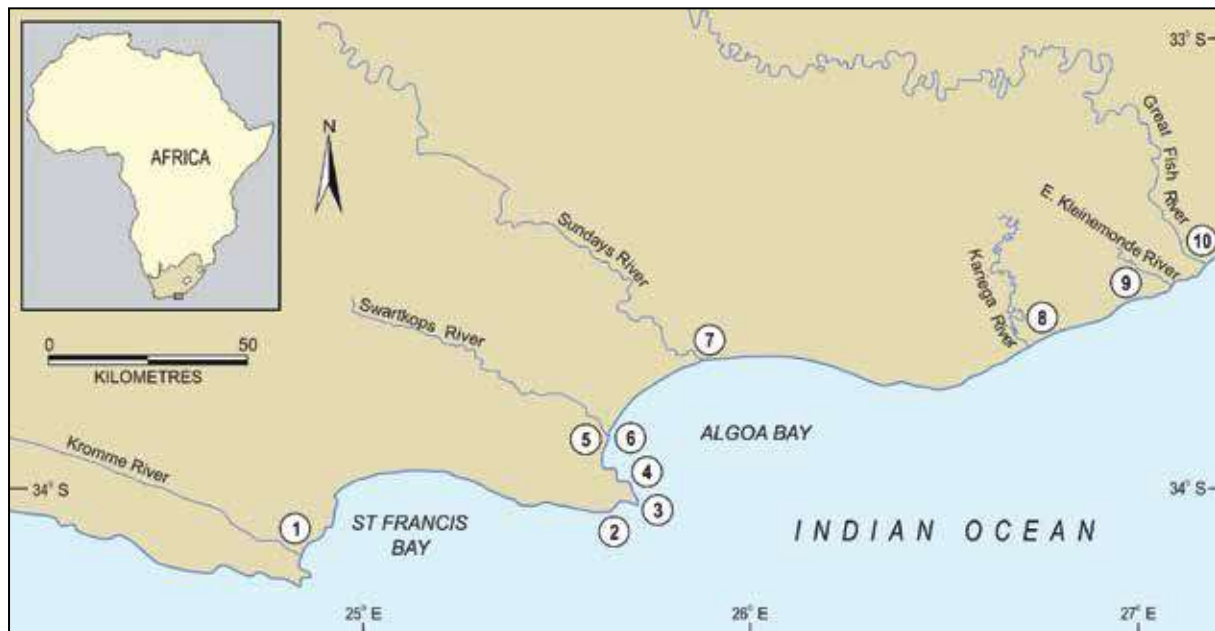 AFRICA
N
0
50
KILOMETRES
33° S
Great Fish River
E. Kleinemonde River
Kariega River
Sundays River
Swartkops River
Kromme River
10
9
8
7
5
6
4
3
2
1
ALGOA BAY
ST FRANCIS
BAY
INDIAN OCEAN
34° S
34° S
25° E
26° E
27° E